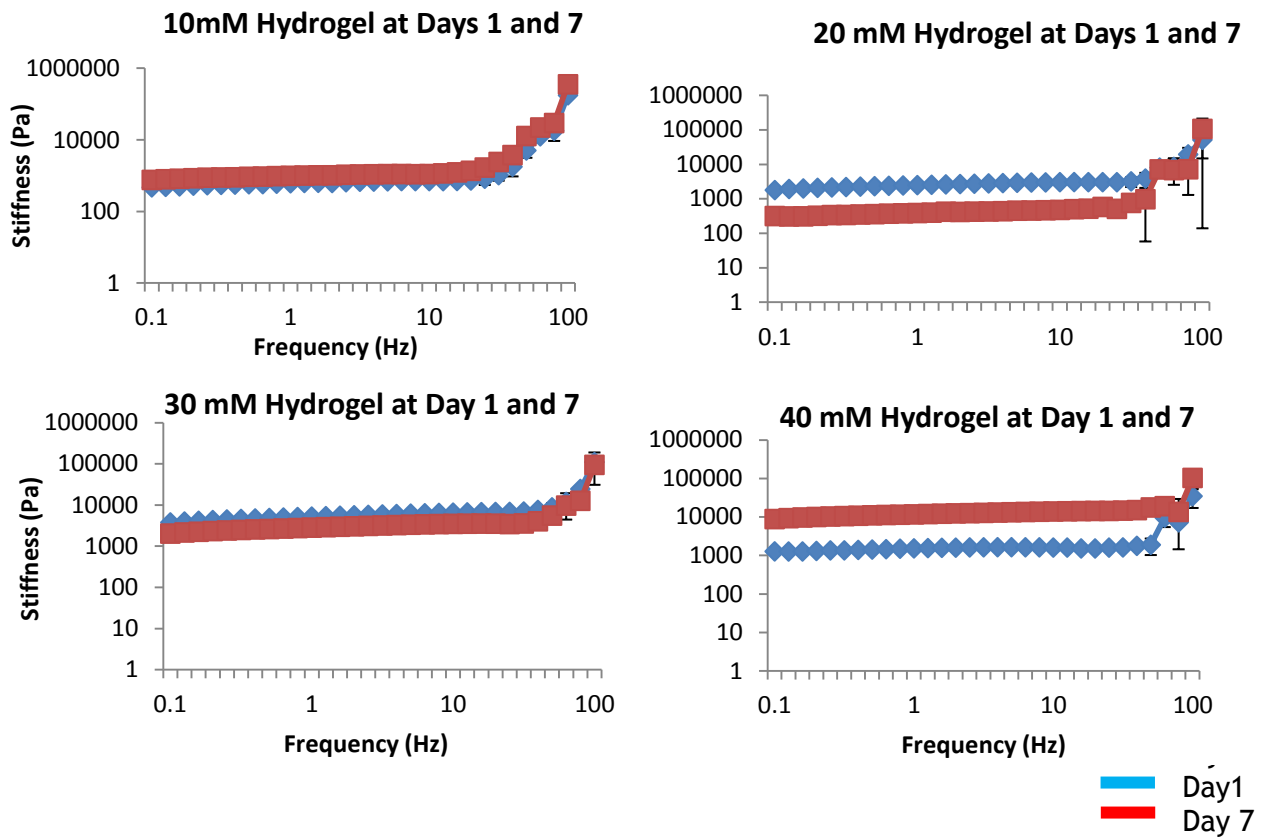 10mM Hydrogel at Days 1 and 7
Stiffness (Pa)
1000000
10000
100
1
0.1 1 10 100
Frequency (Hz)
20 mM Hydrogel at Days 1 and 7
1000000
100000
10000
1000
100
10
1
0.1 1 10 100
30 mM Hydrogel at Day 1 and 7
Stiffness (Pa)
1000000
100000
10000
1000
100
10
1
0.1 1 10 100
Frequency (Hz)
40 mM Hydrogel at Day 1 and 7
1000000
100000
10000
1000
100
10
1
0.1 1 10 100
Frequency (Hz)
Day1
Day 7